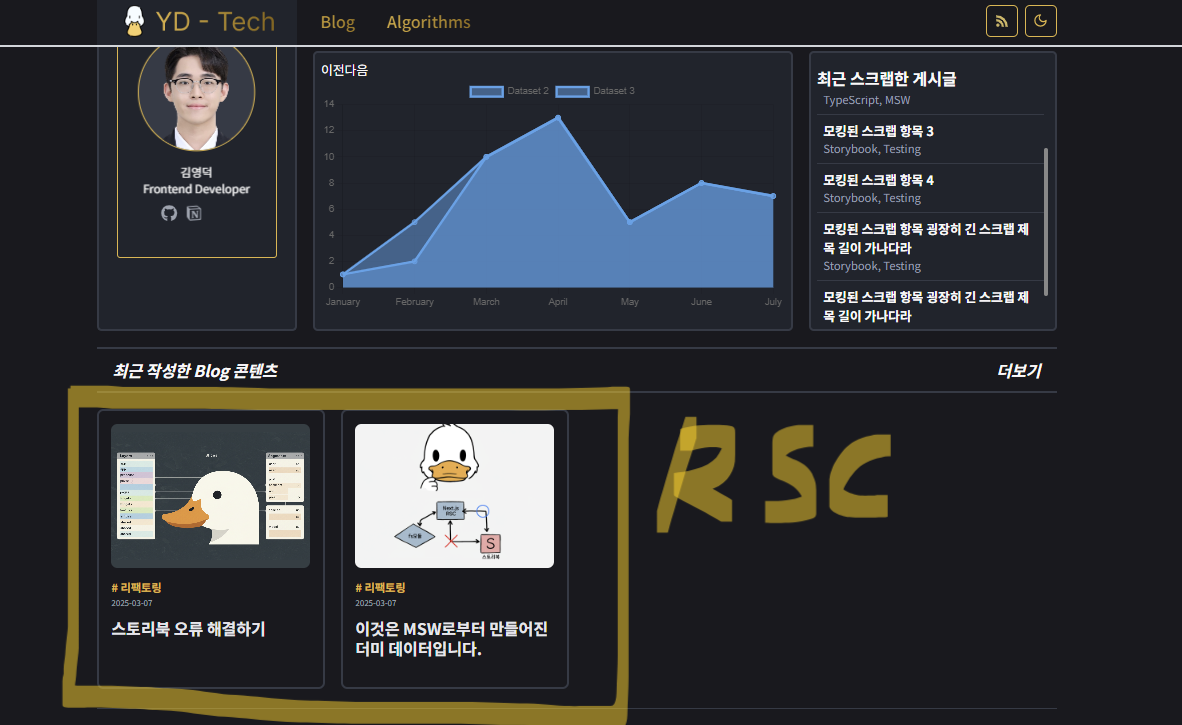 YD - Tech
Blog
Algorithms
김영덕
Frontend Developer
이전다음
Dataset 2
Dataset 3
14
12
10
8
6
4
2
0
January
February
March
April
May
June
July
최근 스크랩한 게시글
TypeScript, MSW
모킹된 스크랩 항목 3
Storybook, Testing
모킹된 스크랩 항목 4
Storybook, Testing
모킹된 스크랩 항목 굉장히 긴 스크랩 제
목 길이 가나다라
Storybook, Testing
모킹된 스크랩 항목 굉장히 긴 스크랩 제
목 길이 가나다라
최근 작성한 Blog 콘텐츠
더보기
# 리팩토링
2025-03-07
스토리북 오류 해결하기
Next.js
RSC
S
스토리북
# 리팩토링
2025-03-07
이것은 MSW로부터 만들어진
더미 데이터입니다.
RSC